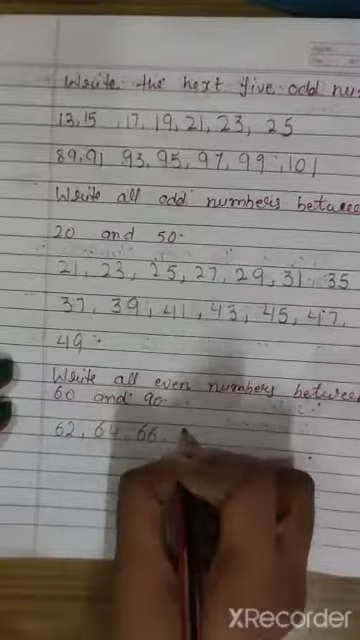 Write the next five odd nu
13, 15, 17, 19, 21, 23, 25
89, 91 93, 95, 97, 99, 101
Write all odd numbers betwee
20 and 50.
21, 23, 25, 27, 29, 31, 35
37, 39, 41, 43, 45, 47,
49.
Write all even numbers between
60 and 90.
62, 64, 66
XRecorder